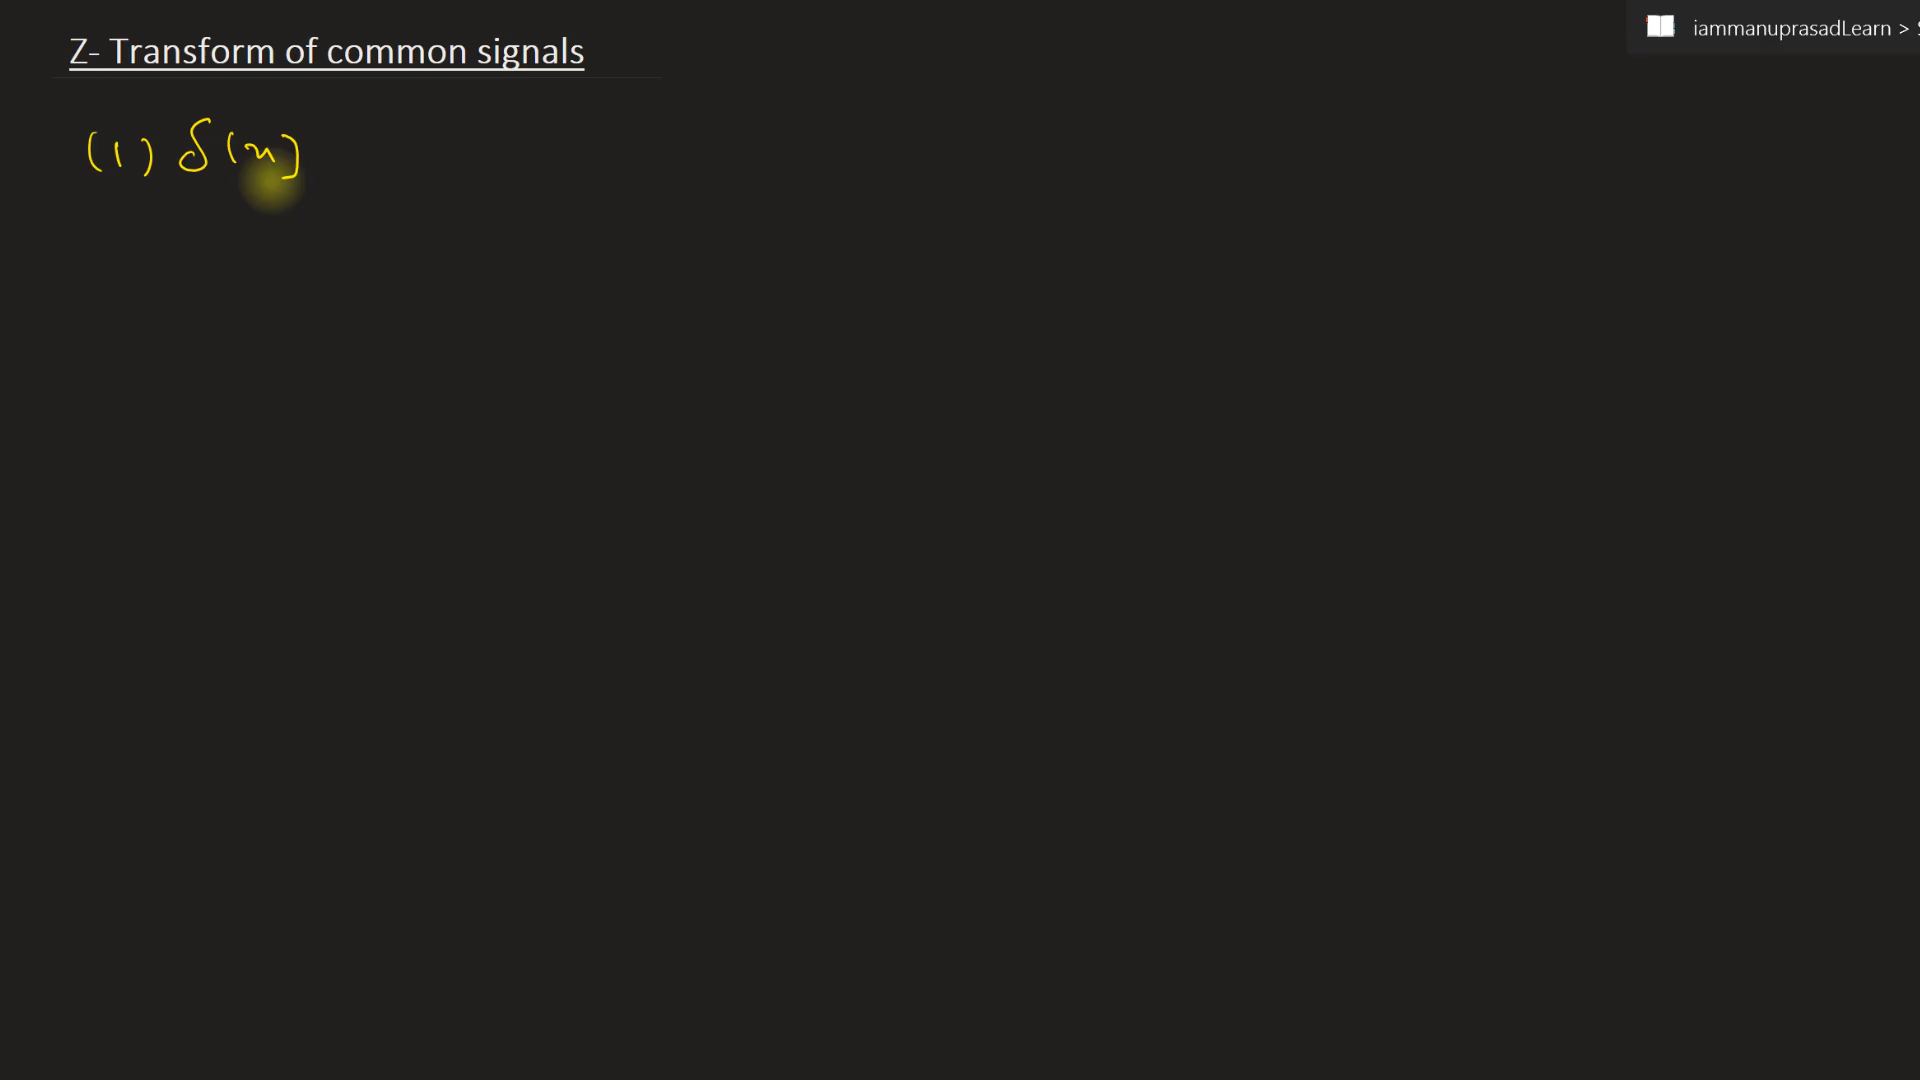 Z- Transform of common signals
iammanuprasadLearn >
(1) δ(n)